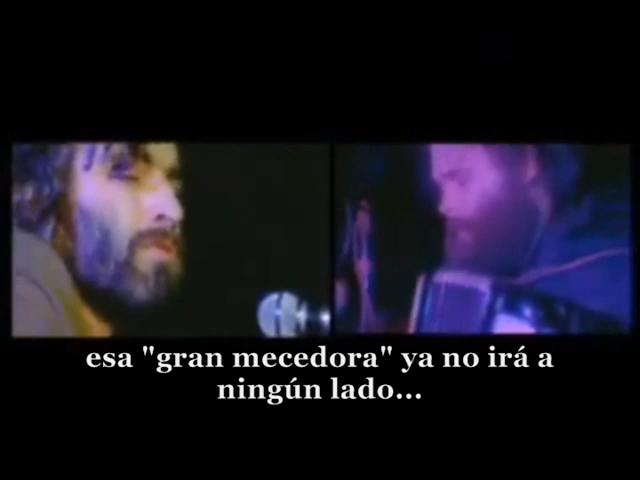 esa "gran mecedora" ya no irá a
ningún lado...